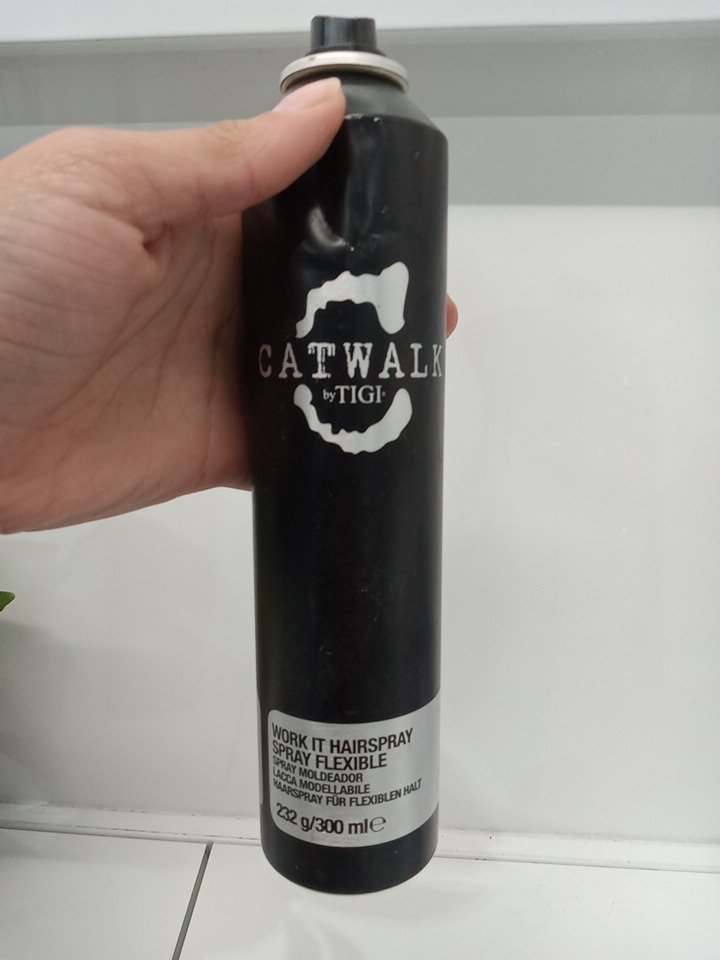 CATWALK
by TIGI®
WORK IT HAIRSPRAY
SPRAY FLEXIBLE
SPRAY MOLDEADOR
LACCA MODELLABILE
HAARSPRAY FÜR FLEXIBLEN HALT
232 g/300 ml ℮